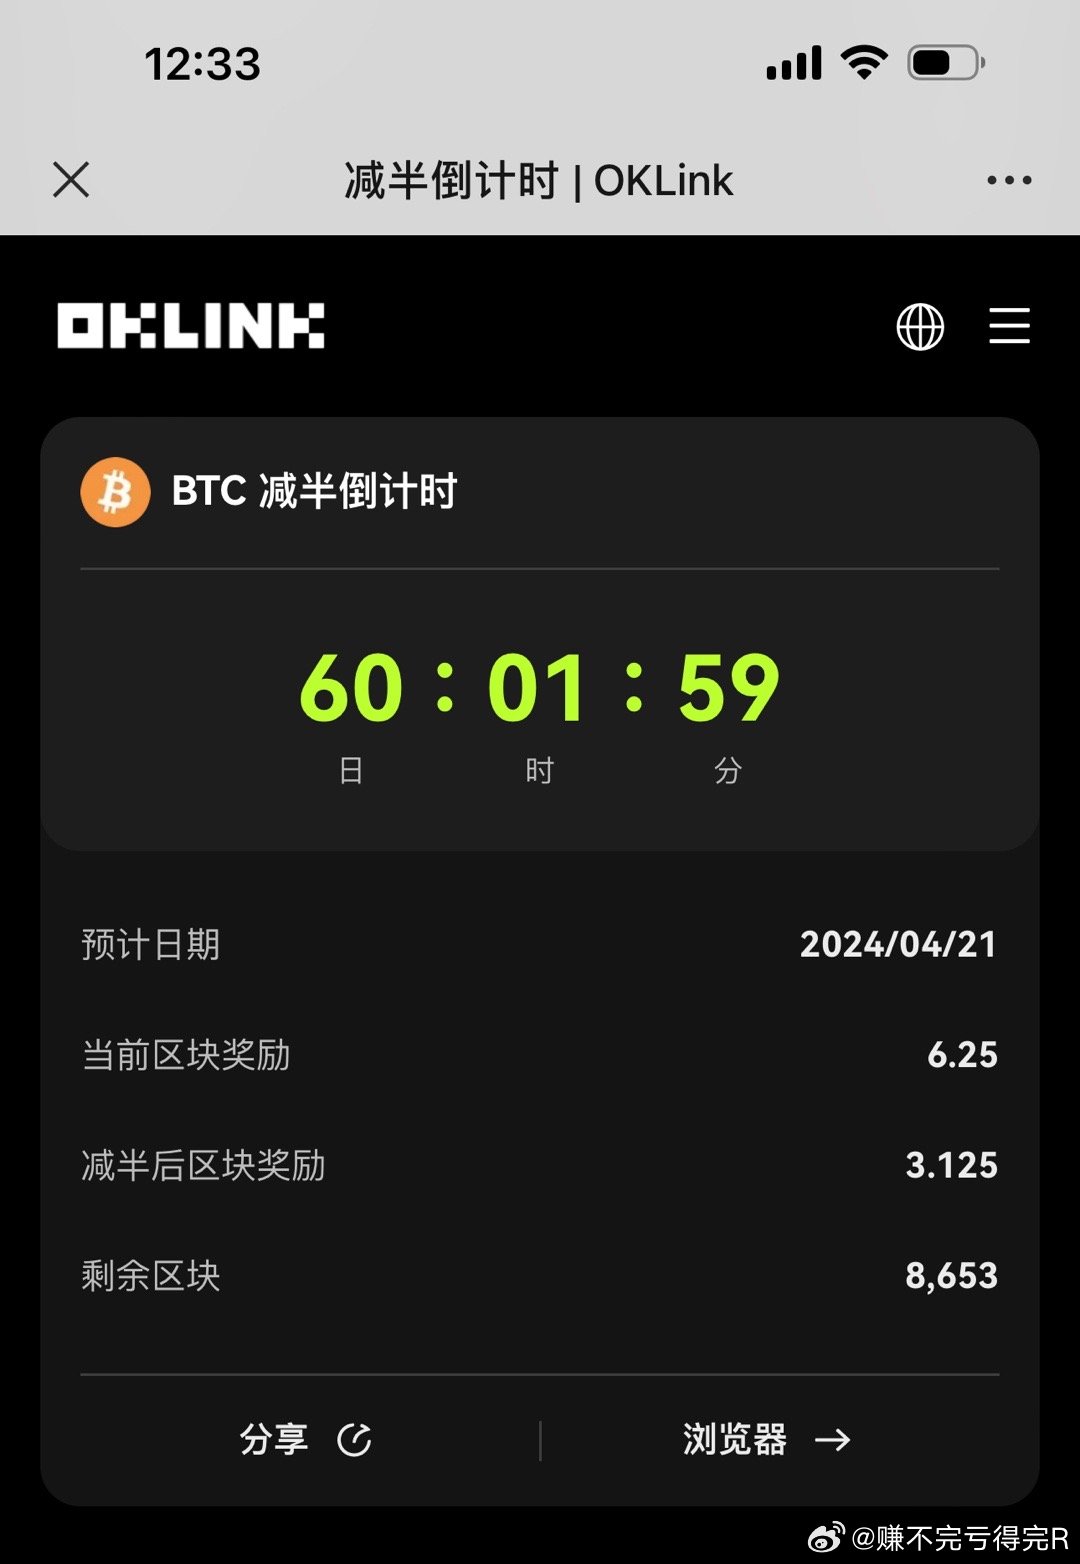 12:33
减半倒计时 | OKLink
OKLINK
BTC 减半倒计时
60 : 01 : 59
日 时 分
预计日期 2024/04/21
当前区块奖励 6.25
减半后区块奖励 3.125
剩余区块 8,653
分享 浏览器
@赚不完亏得完R